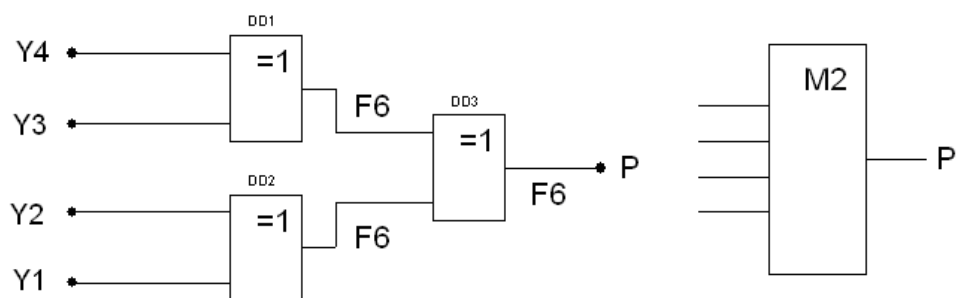 DD1
Y4
=1
M2
F6
DD3
Y3
=1
P
P
DD2
F6
Y2
=1
F6
Y1